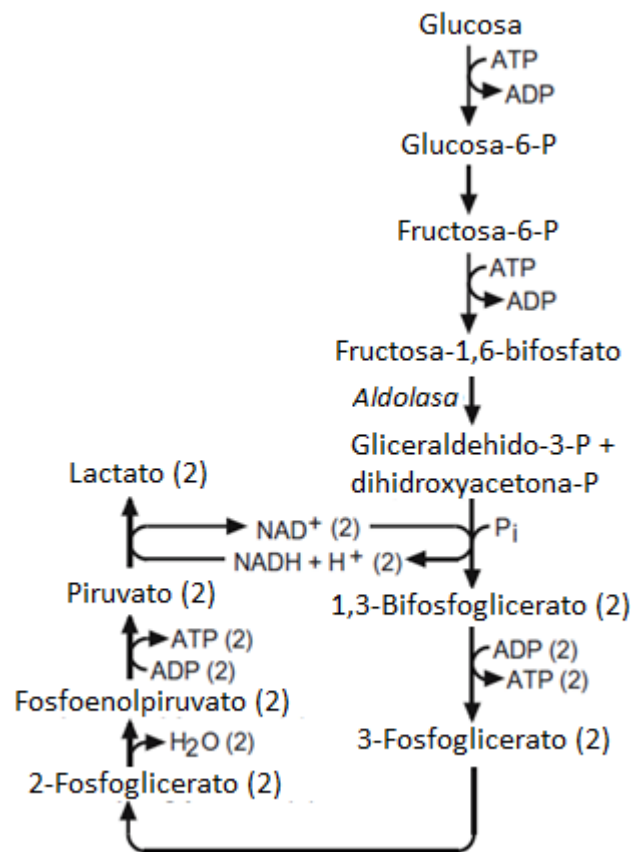 Glucosa
ATP
ADP
Glucosa-6-P
Fructosa-6-P
ATP
ADP
Fructosa-1,6-bifosfato
Aldolasa
Gliceraldehido-3-P +
dihidroxyacetona-P
Lactato (2)
NAD+ (2)
Pi
NADH + H+ (2)
Piruvato (2)
1,3-Bifosfoglicerato (2)
ATP (2)
ADP (2)
ADP (2)
ATP (2)
Fosfoenolpiruvato (2)
3-Fosfoglicerato (2)
H2O (2)
2-Fosfoglicerato (2)